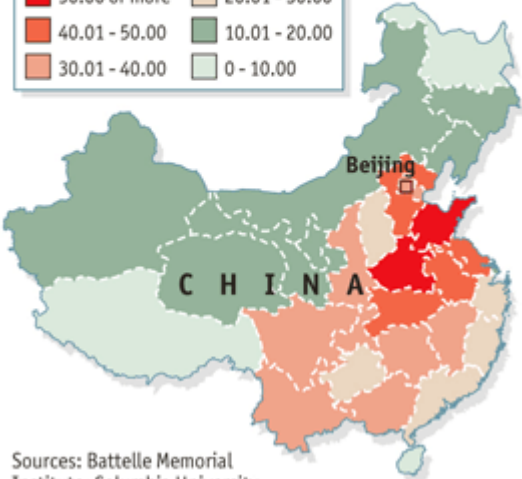 40.01 - 50.00 10.01 - 20.00
30.01 - 40.00 0 - 10.00
Beijing
CHINA
Sources: Battelle Memorial